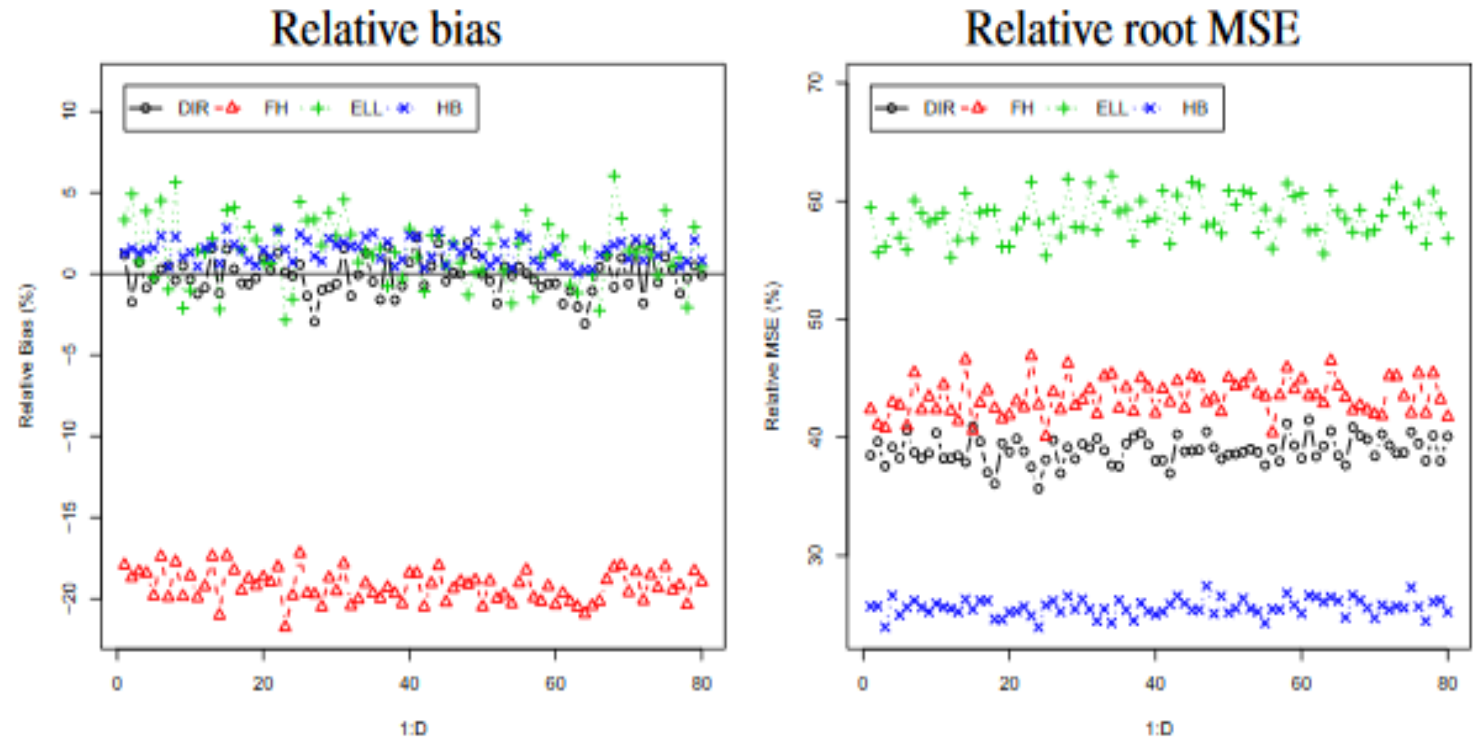 Relative bias
Relative Bias (%)
10
5
0
−5
−10
−15
−20
DIR FH ELL HB
0 20 40 60 80
1:D
Relative root MSE
Relative MSE (%)
70
60
50
40
30
DIR FH ELL HB
0 20 40 60 80
1:D